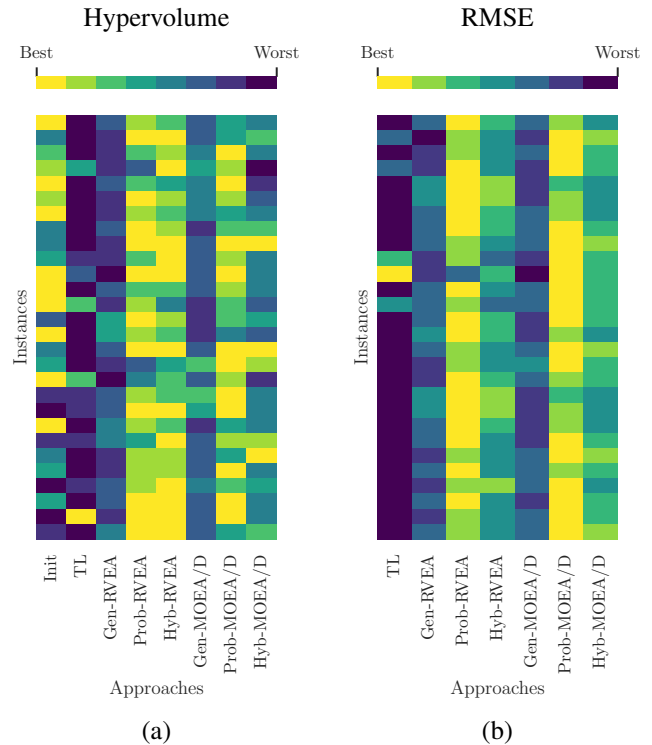 Hypervolume
Best
Worst
Instances
Init
TL
Gen-RVEA
Prob-RVEA
Hyb-RVEA
Gen-MOEA/D
Prob-MOEA/D
Hyb-MOEA/D
Approaches
(a)
RMSE
Best
Worst
Instances
TL
Gen-RVEA
Prob-RVEA
Hyb-RVEA
Gen-MOEA/D
Prob-MOEA/D
Hyb-MOEA/D
Approaches
(b)